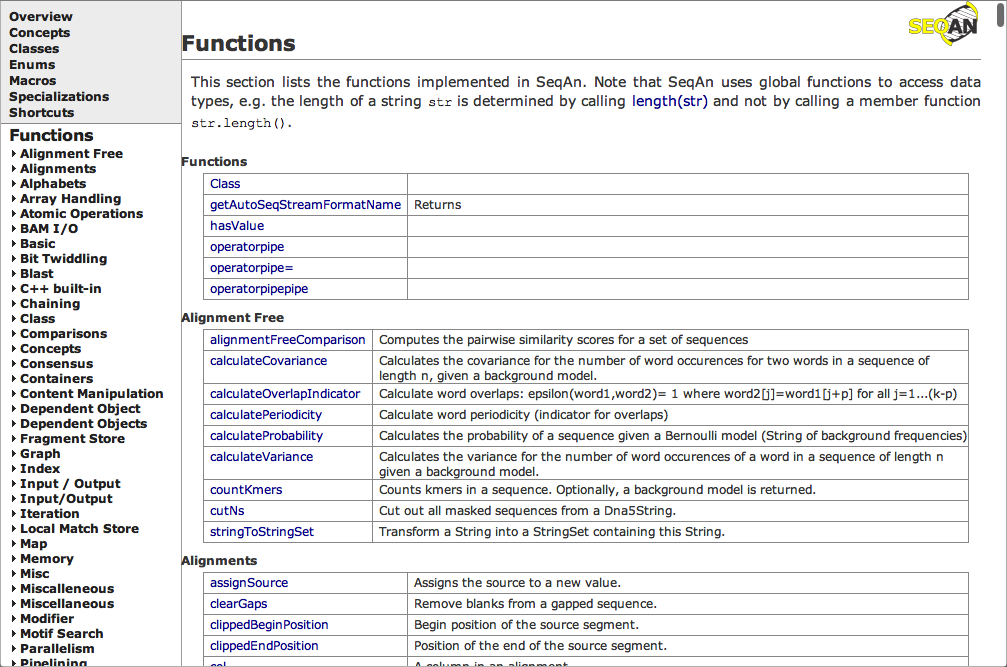 Overview
Concepts
Classes
Enums
Macros
Specializations
Shortcuts
Functions
Alignment Free
Alignments
Alphabets
Array Handling
Atomic Operations
BAM I/O
Basic
Bit Twiddling
Blast
C++ built-in
Chaining
Class
Comparisons
Concepts
Consensus
Containers
Content Manipulation
Dependent Object
Dependent Objects
Fragment Store
Graph
Index
Input / Output
Input/Output
Iteration
Local Match Store
Map
Memory
Misc
Miscalleneous
Miscellaneous
Modifier
Motif Search
Parallelism
Pipelining
SEQAN
Functions
This section lists the functions implemented in SeqAn. Note that SeqAn uses global functions to access data
types, e.g. the length of a string str is determined by calling length(str) and not by calling a member function
str.length().
Functions
Class
getAutoSeqStreamFormatName Returns
hasValue
operatorpipe
operatorpipe=
operatorpipepipe
Alignment Free
alignmentFreeComparison Computes the pairwise similarity scores for a set of sequences
calculateCovariance Calculates the covariance for the number of word occurences for two words in a sequence of
length n, given a background model.
calculateOverlapIndicator Calculate word overlaps: epsilon(word1,word2)= 1 where word2[j]=word1[j+p] for all j=1...(k-p)
calculatePeriodicity Calculate word periodicity (indicator for overlaps)
calculateProbability Calculates the probability of a sequence given a Bernoulli model (String of background frequencies)
calculateVariance Calculates the variance for the number of word occurences of a word in a sequence of length n
given a background model.
countKmers Counts kmers in a sequence. Optionally, a background model is returned.
cutNs Cut out all masked sequences from a Dna5String.
stringToStringSet Transform a String into a StringSet containing this String.
Alignments
assignSource Assigns the source to a new value.
clearGaps Remove blanks from a gapped sequence.
clippedBeginPosition Begin position of the source segment.
clippedEndPosition Position of the end of the source segment.
col A column in an alignment.